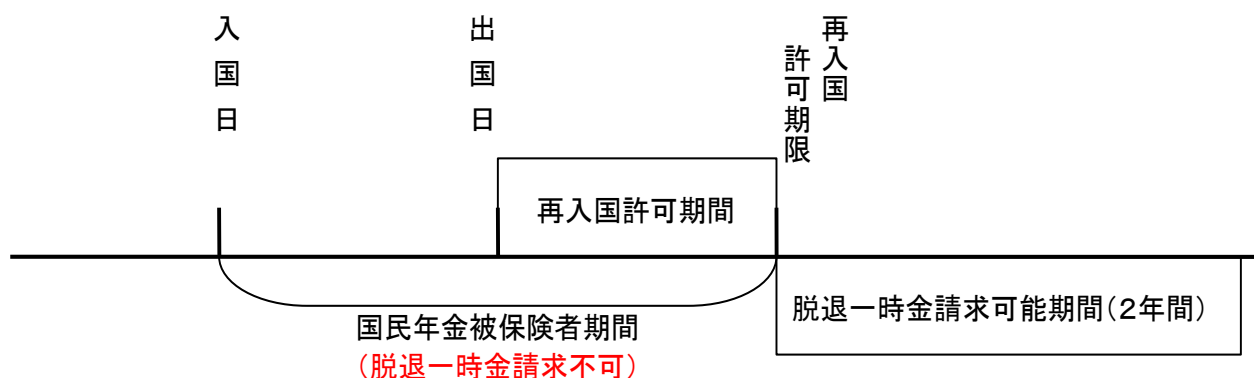 入国日
出国日
再入国
許可期限
再入国許可期間
国民年金被保険者期間
（脱退一時金請求不可）
脱退一時金請求可能期間（２年間）